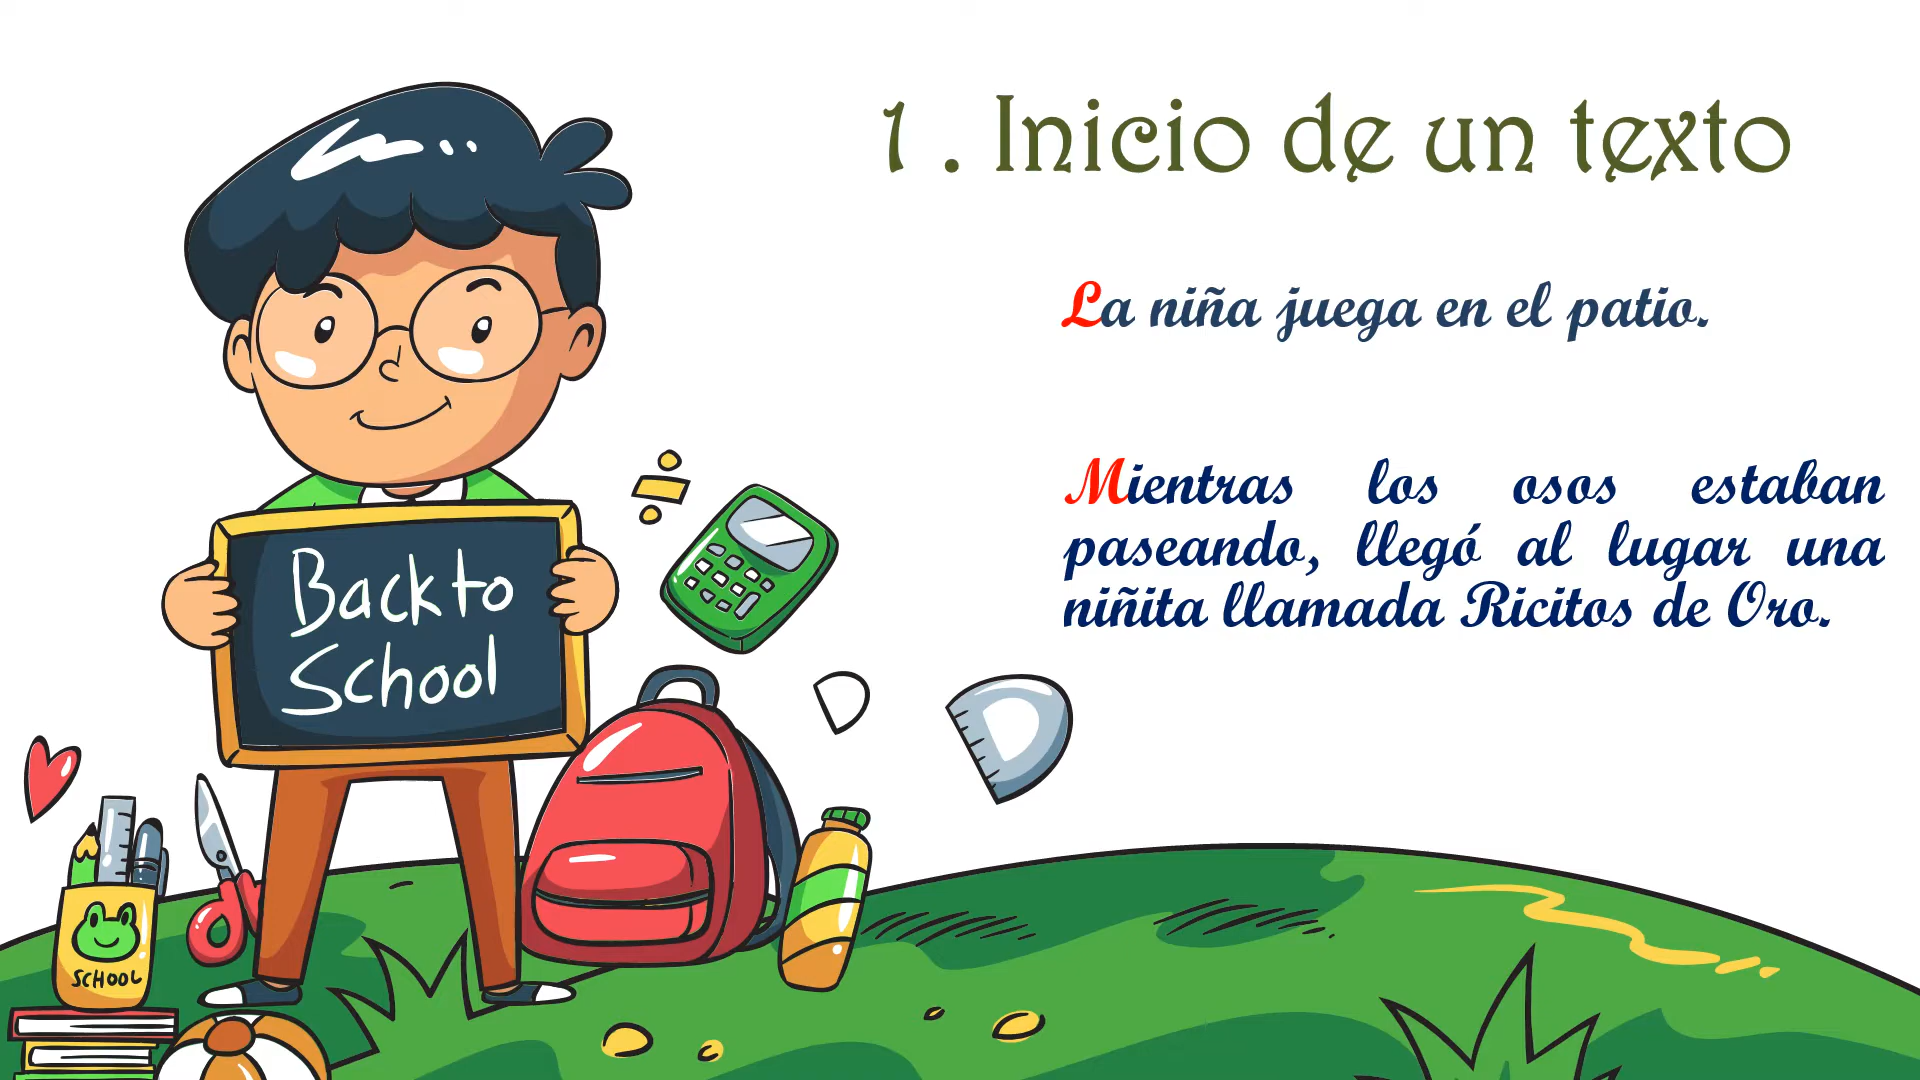 1 . Inicio de un texto
La niña juega en el patio.
Mientras los osos estaban
paseando, llegó al lugar una
niñita llamada Ricitos de Oro.
Back to
School
SCHOOL